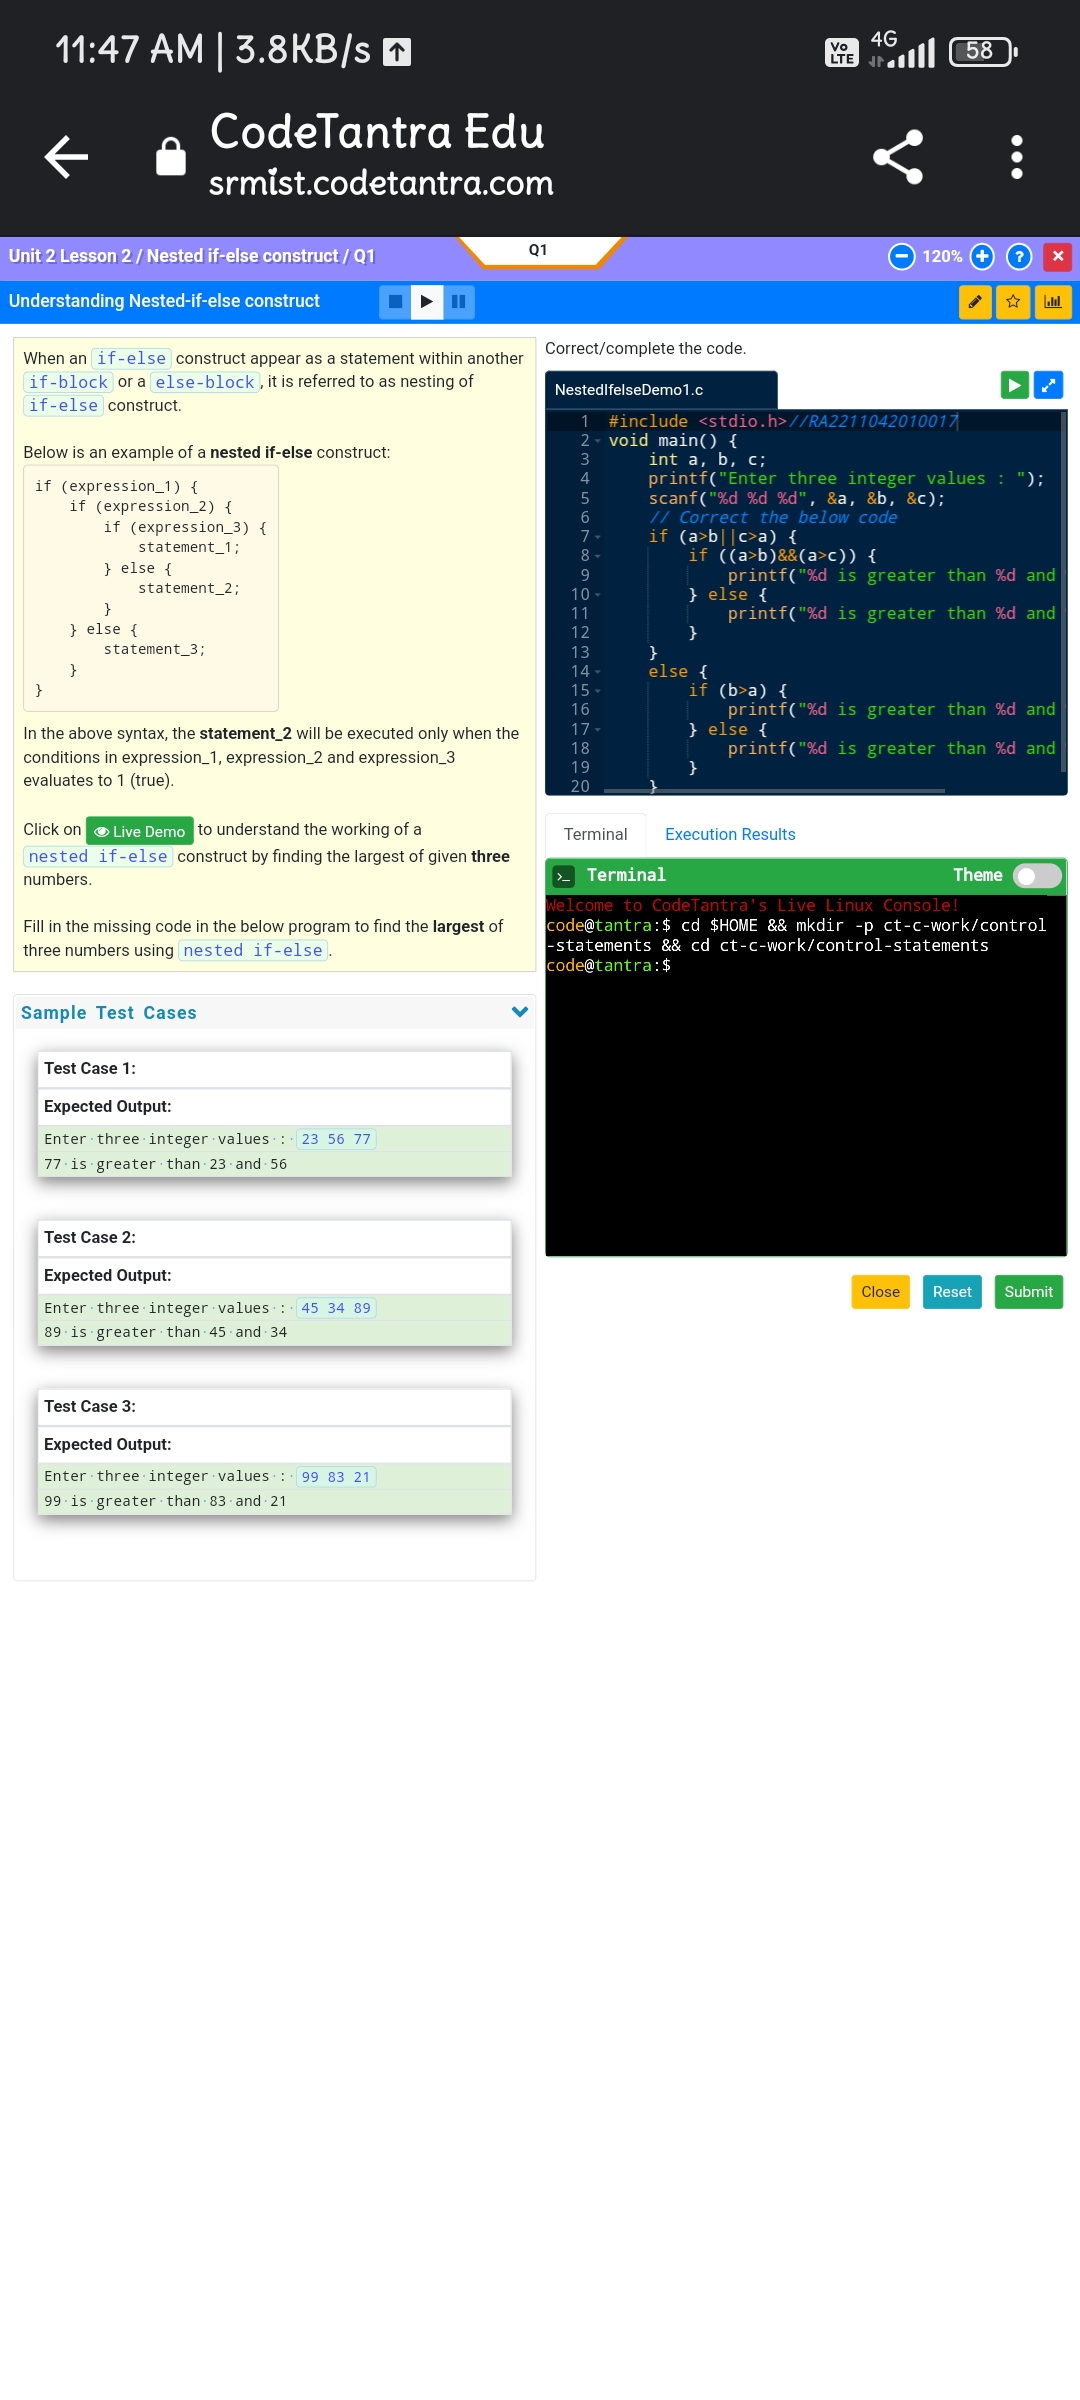 11:47 AM | 3.8KB/s
Vo LTE 4G 58
CodeTantra Edu
srmist.codetantra.com
Unit 2 Lesson 2 / Nested if-else construct / Q1
Q1
120%
?
Understanding Nested-if-else construct
When an if-else construct appear as a statement within another
if-block or a else-block, it is referred to as nesting of
if-else construct.
Below is an example of a nested if-else construct:
if (expression_1) {
if (expression_2) {
if (expression_3) {
statement_1;
} else {
statement_2;
}
} else {
statement_3;
}
}
In the above syntax, the statement_2 will be executed only when the
conditions in expression_1, expression_2 and expression_3
evaluates to 1 (true).
Click on Live Demo to understand the working of a
nested if-else construct by finding the largest of given three
numbers.
Fill in the missing code in the below program to find the largest of
three numbers using nested if-else.
Sample Test Cases
Test Case 1:
Expected Output:
Enter·three·integer·values·:·23 56 77
77·is·greater·than·23·and·56
Test Case 2:
Expected Output:
Enter·three·integer·values·:·45 34 89
89·is·greater·than·45·and·34
Test Case 3:
Expected Output:
Enter·three·integer·values·:·99 83 21
99·is·greater·than·83·and·21
Correct/complete the code.
NestedIfelseDemo1.c
1 #include <stdio.h>//RA2211042010017
2 void main() {
3 int a, b, c;
4 printf("Enter three integer values : ");
5 scanf("%d %d %d", &a, &b, &c);
6 // Correct the below code
7 if (a>b||c>a) {
8 if ((a>b)&&(a>c)) {
9 printf("%d is greater than %d and
10 } else {
11 printf("%d is greater than %d and
12 }
13 }
14 else {
15 if (b>a) {
16 printf("%d is greater than %d and
17 } else {
18 printf("%d is greater than %d and
19 }
20 }
Terminal Execution Results
>_ Terminal Theme
Welcome to CodeTantra's Live Linux Console!
code@tantra:$ cd $HOME && mkdir -p ct-c-work/control
-statements && cd ct-c-work/control-statements
code@tantra:$
Close Reset Submit